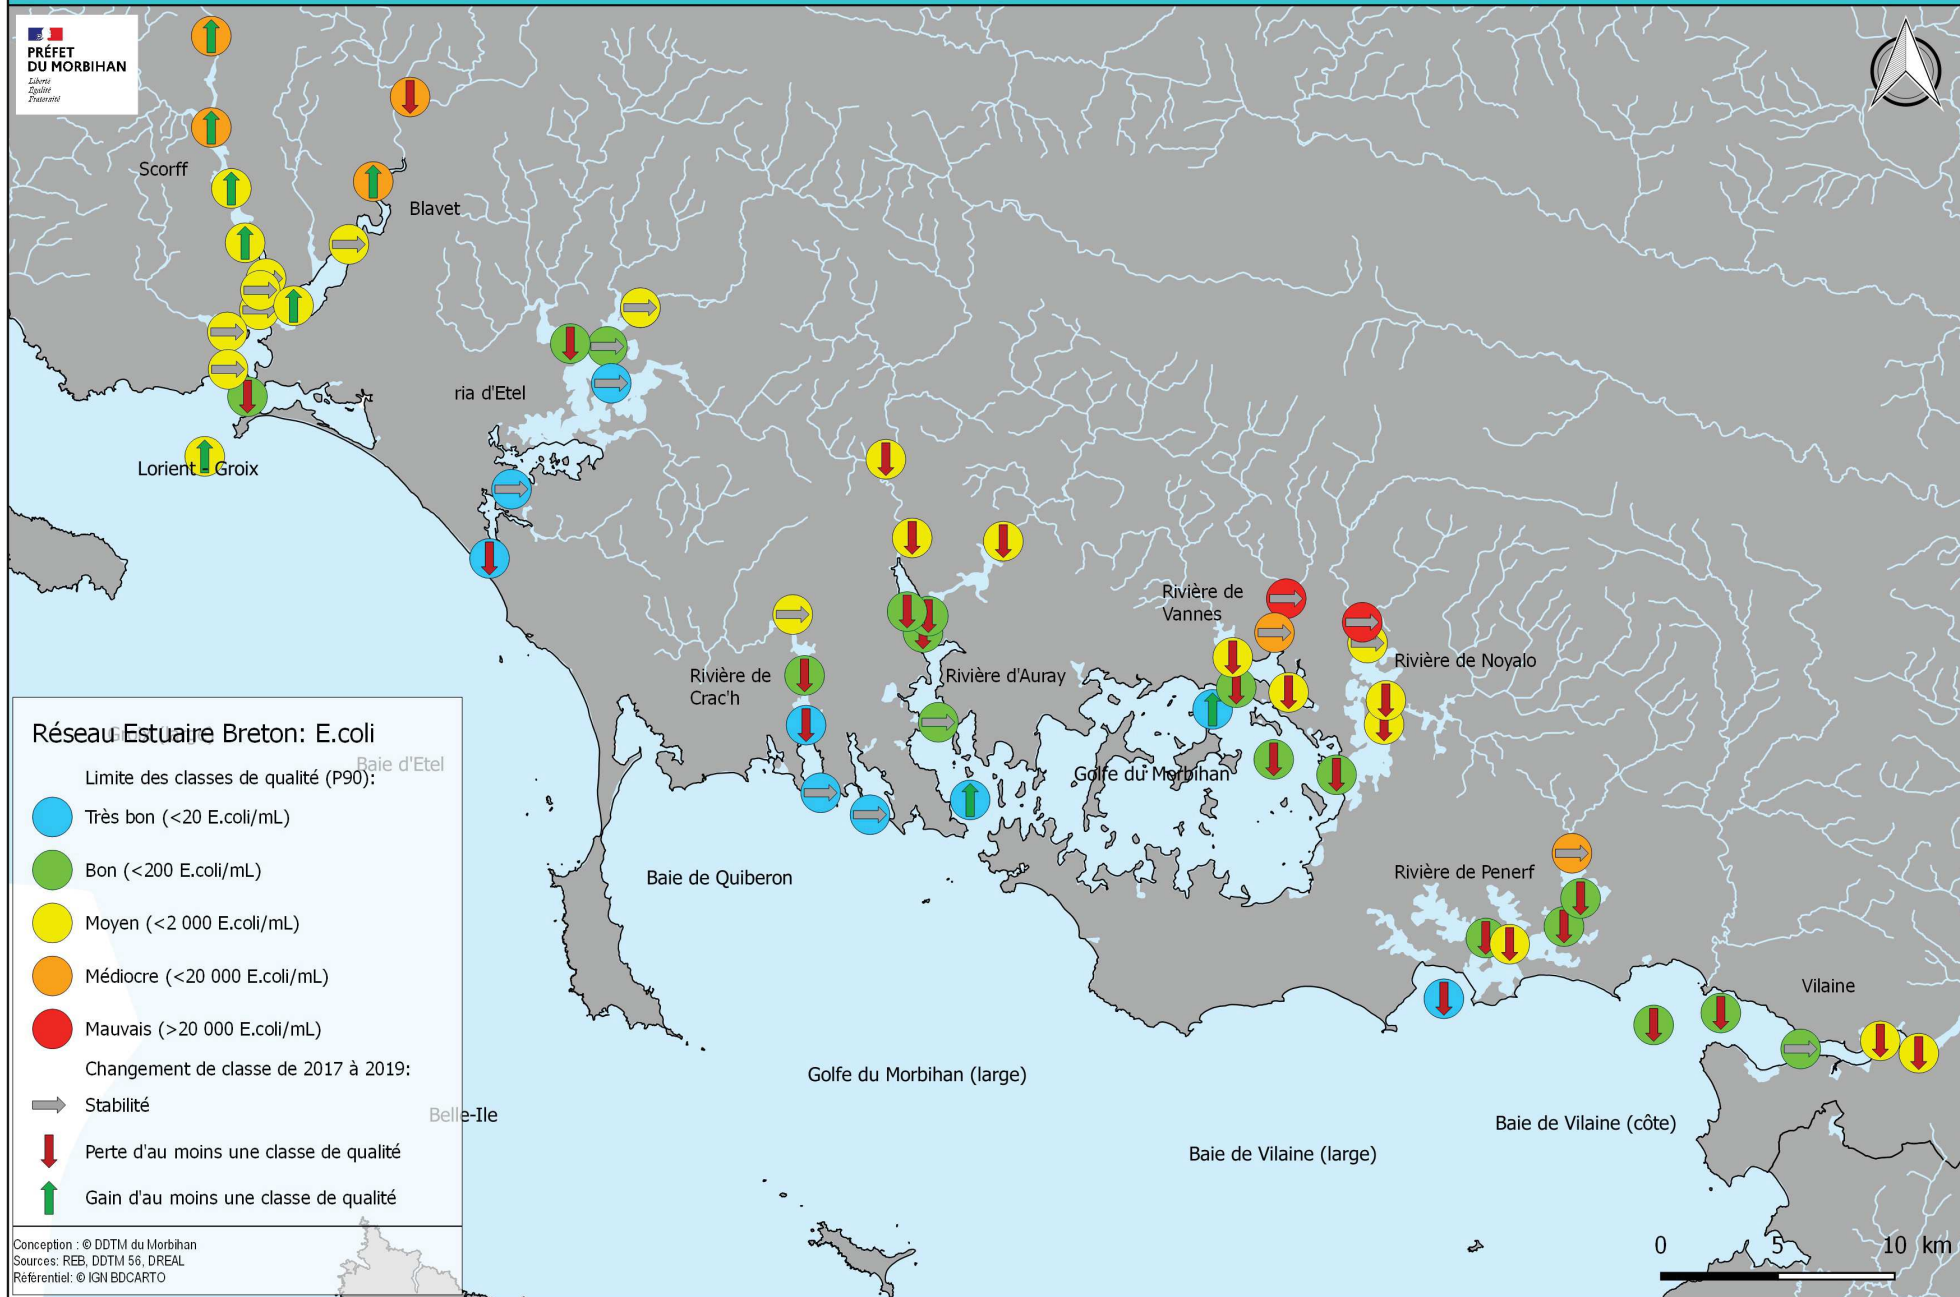 PRÉFET
DU MORBIHAN
Liberté
Égalité
Fraternité
Scorff
Blavet
ria d'Etel
Lorient - Groix
Rivière de
Vannes
Rivière de Noyalo
Rivière de
Crac'h
Rivière d'Auray
Golfe du Morbihan
Baie de Quiberon
Rivière de Penerf
Vilaine
Golfe du Morbihan (large)
Baie de Vilaine (côte)
Baie de Vilaine (large)
Groix (large)
Baie d'Etel
Belle-Ile
Réseau Estuaire Breton: E.coli
Limite des classes de qualité (P90):
Très bon (<20 E.coli/mL)
Bon (<200 E.coli/mL)
Moyen (<2 000 E.coli/mL)
Médiocre (<20 000 E.coli/mL)
Mauvais (>20 000 E.coli/mL)
Changement de classe de 2017 à 2019:
Stabilité
Perte d'au moins une classe de qualité
Gain d'au moins une classe de qualité
Conception : © DDTM du Morbihan
Sources: REB, DDTM 56, DREAL
Référentiel: © IGN BDCARTO
0 5 10 km